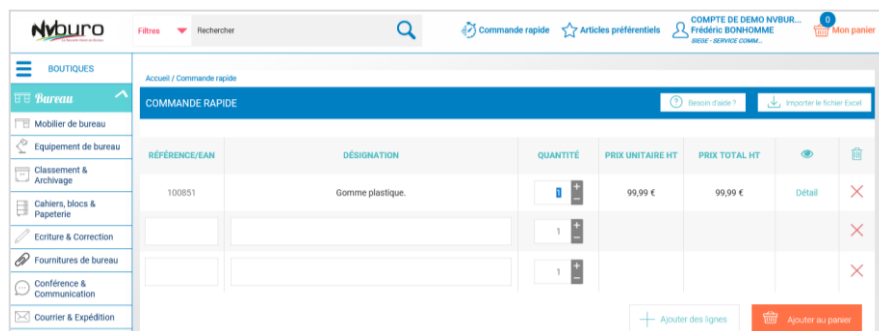 Nvburo
Filtres
Rechercher
Commande rapide
Articles préférentiels
COMPTE DE DEMO NVBUR...
Frédéric BONHOMME
SIEGE - SERVICE COMM...
0
Mon panier
BOUTIQUES
Bureau
Mobilier de bureau
Equipement de bureau
Classement &
Archivage
Cahiers, blocs &
Papeterie
Ecriture & Correction
Fournitures de bureau
Conférence &
Communication
Courrier & Expédition
Accueil / Commande rapide
COMMANDE RAPIDE
Besoin d'aide ?
Importer le fichier Excel
RÉFÉRENCE/EAN DÉSIGNATION QUANTITÉ PRIX UNITAIRE HT PRIX TOTAL HT
100851 Gomme plastique. 1 99,99 € 99,99 € Détail
1
1
Ajouter des lignes
Ajouter au panier